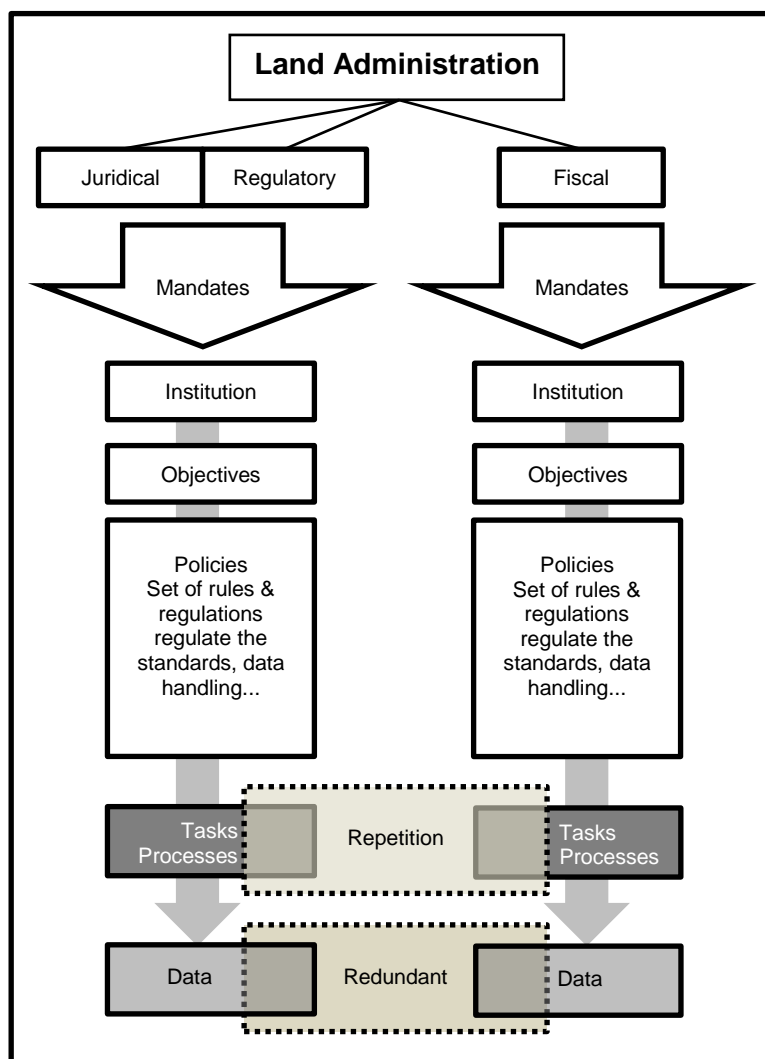 Land Administration
Juridical
Regulatory
Fiscal
Mandates
Mandates
Institution
Institution
Objectives
Objectives
Policies
Set of rules &
regulations
regulate the
standards, data
handling...
Policies
Set of rules &
regulations
regulate the
standards, data
handling...
Tasks
Processes
Repetition
Tasks
Processes
Data
Redundant
Data